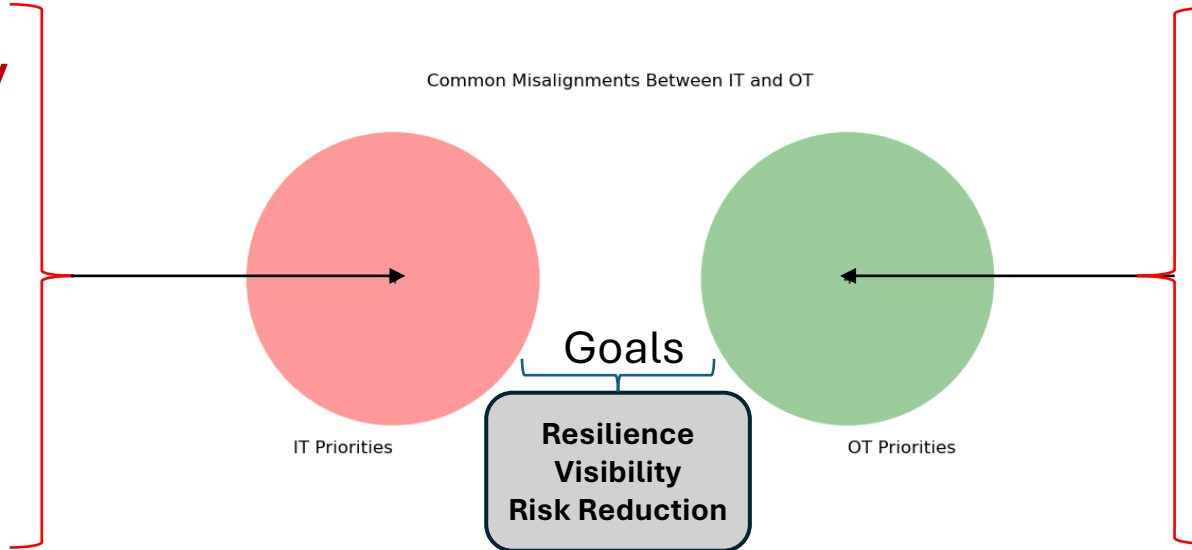 Common Misalignments Between IT and OT
Goals
Resilience
Visibility
Risk Reduction
IT Priorities
OT Priorities